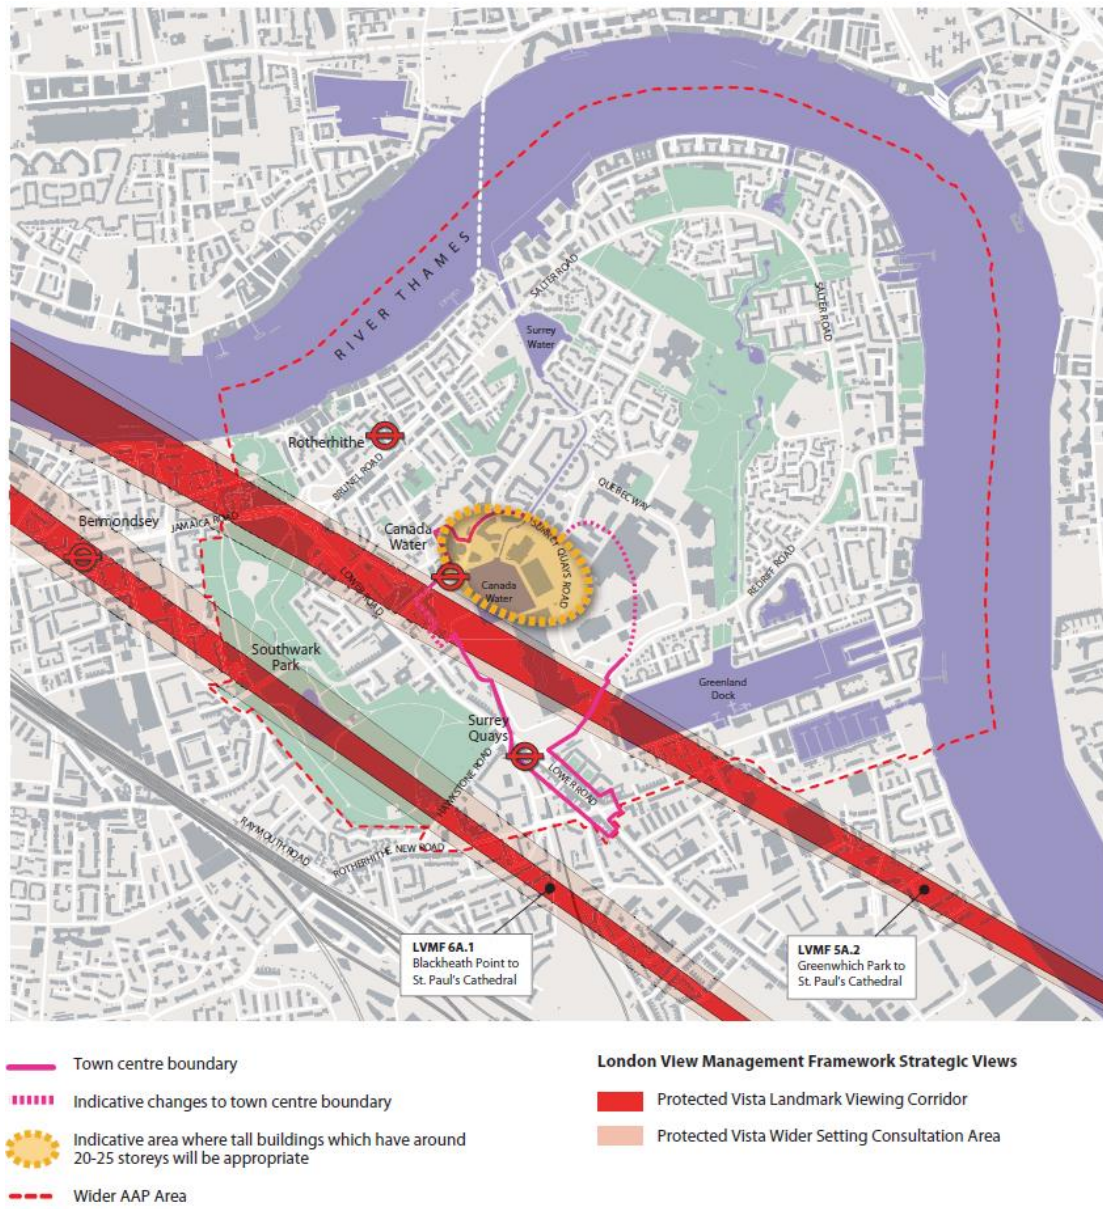 RIVER THAMES
SALTER ROAD
SALTER ROAD
Surrey
Water
Rotherhithe
BRUNEL ROAD
QUEBEC WAY
Bermondsey
JAMAICA ROAD
Canada
Water
SURREY QUAYS ROAD
Canada
Water
LOWER ROAD
REDRIFF ROAD
Southwark
Park
Greenland
Dock
Surrey
Quays
HAWKSTONE ROAD
LOWER ROAD
RAYMOUTH ROAD
ROTHERHITHE NEW ROAD
LVMF 6A.1
Blackheath Point to
St. Paul's Cathedral
LVMF 5A.2
Greenwhich Park to
St. Paul's Cathedral
Town centre boundary
Indicative changes to town centre boundary
Indicative area where tall buildings which have around
20-25 storeys will be appropriate
Wider AAP Area
London View Management Framework Strategic Views
Protected Vista Landmark Viewing Corridor
Protected Vista Wider Setting Consultation Area